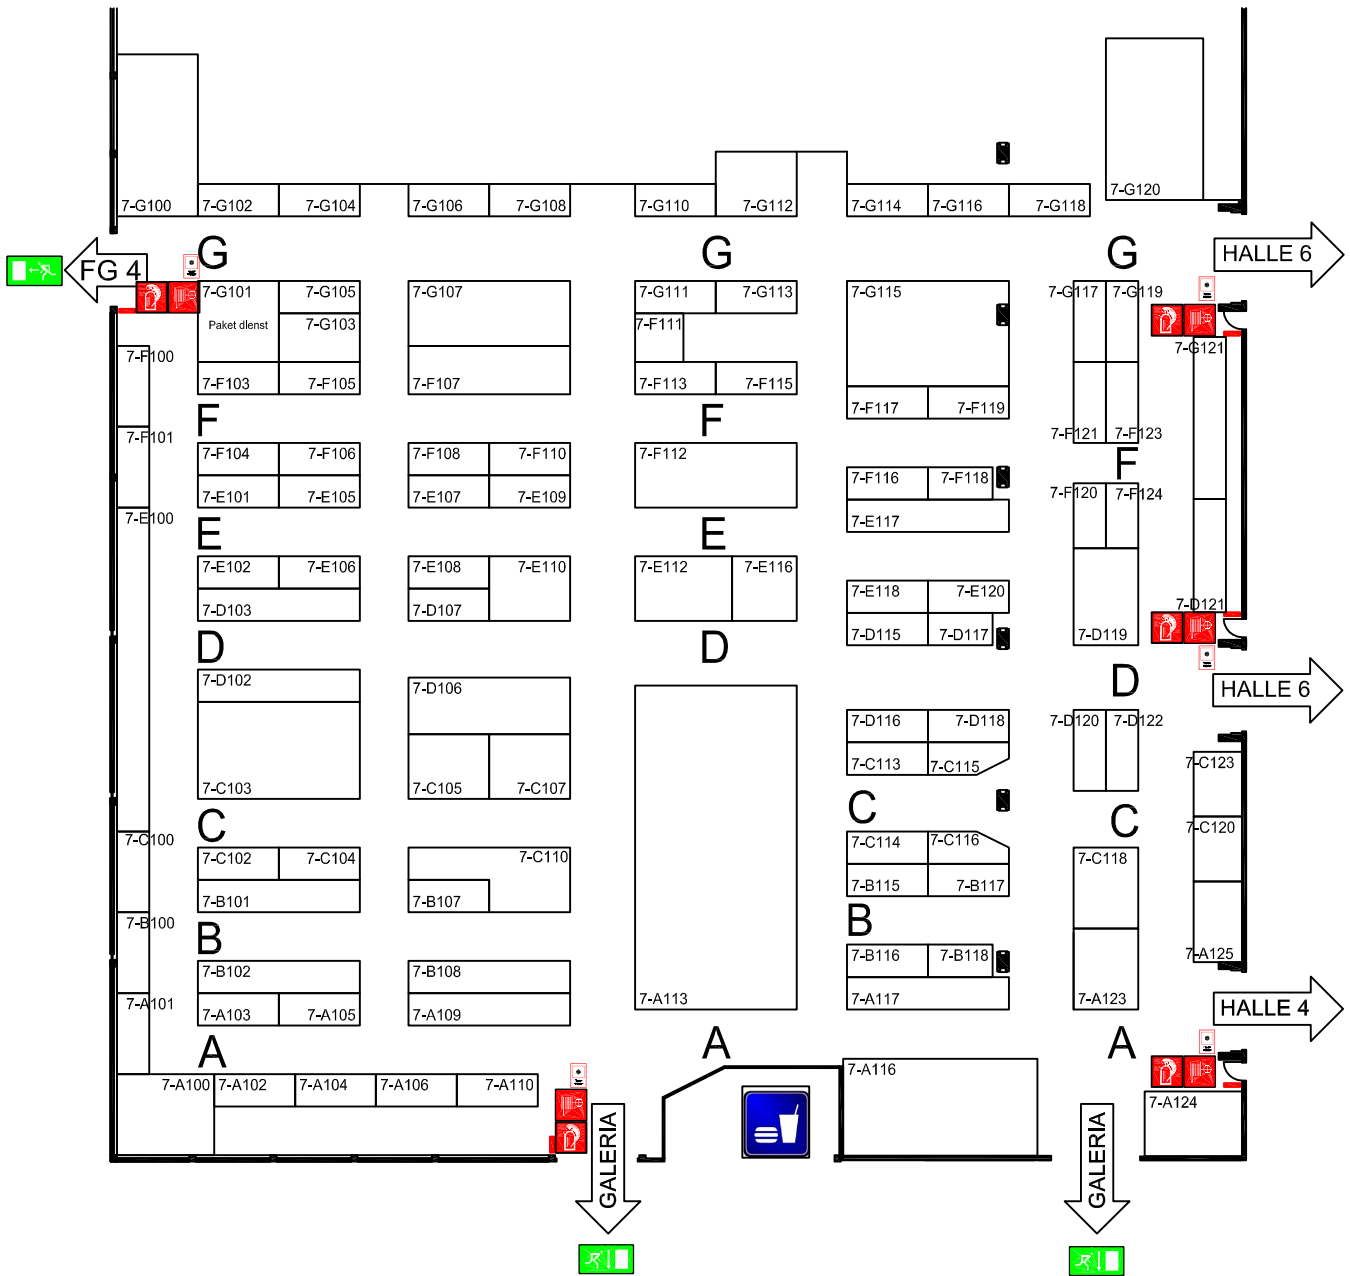 7-G120
7-G100 7-G102 7-G104 7-G106 7-G108 7-G110 7-G112 7-G114 7-G116 7-G118
G G G
HALLE 6
FG 4
7-G101 7-G105 7-G107 7-G111 7-G113 7-G115 7-G117 7-G119
Paket dlenst 7-G103 7-F111
7-G121
7-F100
7-F103 7-F105 7-F107 7-F113 7-F115
7-F117 7-F119
F F
7-F101 7-F121 7-F123
7-F104 7-F106 7-F108 7-F110 7-F112
F
7-F116 7-F118
7-E101 7-E105 7-E107 7-E109 7-F120 7-F124
7-E100 7-E117
E E
7-E102 7-E106 7-E108 7-E110 7-E112 7-E116
7-E118 7-E120
7-D103 7-D107 7-D121
7-D115 7-D117 7-D119
D D
7-D102 D
HALLE 6
7-D106
7-D116 7-D118 7-D120 7-D122
7-C113 7-C115 7-C123
7-C103 7-C105 7-C107
C C C
7-C100 7-C114 7-C116 7-C120
7-C102 7-C104 7-C110 7-C118
7-B101 7-B107 7-B115 7-B117
7-B100
B B
7-B116 7-B118 7-A125
7-B102 7-B108
7-A101 7-A113 7-A117 7-A123
HALLE 4
7-A103 7-A105 7-A109
A A A
7-A116
7-A100 7-A102 7-A104 7-A106 7-A110
7-A124
GALERIA GALERIA